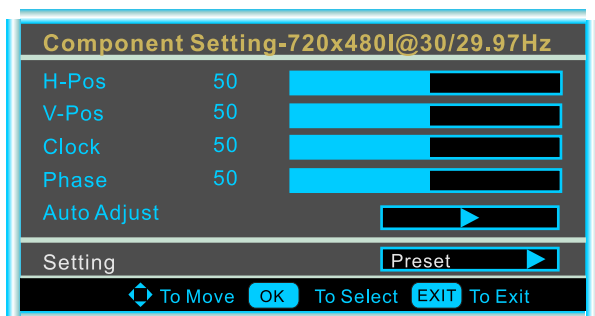 Component Setting-720x480I@30/29.97Hz
H-Pos 50
V-Pos 50
Clock 50
Phase 50
Auto Adjust
Setting Preset
To Move OK To Select EXIT To Exit